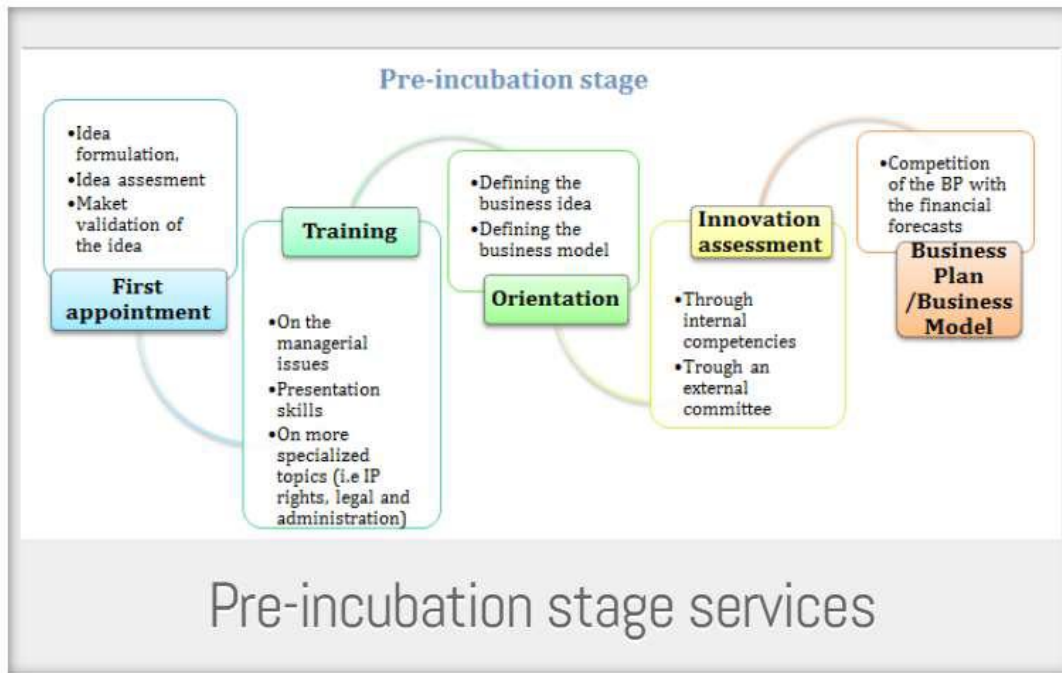 Pre-incubation stage
•Idea
formulation,
•Idea assesment
•Maket
validation of
the idea
First
appointment
Training
•On the
managerial
issues
•Presentation
skills
•On more
specialized
topics (i.e IP
rights, legal and
administration)
•Defining the
business idea
•Defining the
business model
Orientation
Innovation
assessment
•Through
internal
competencies
•Trough an
external
committee
•Competition
of the BP with
the financial
forecasts
Business
Plan
/Business
Model
Pre-incubation stage services